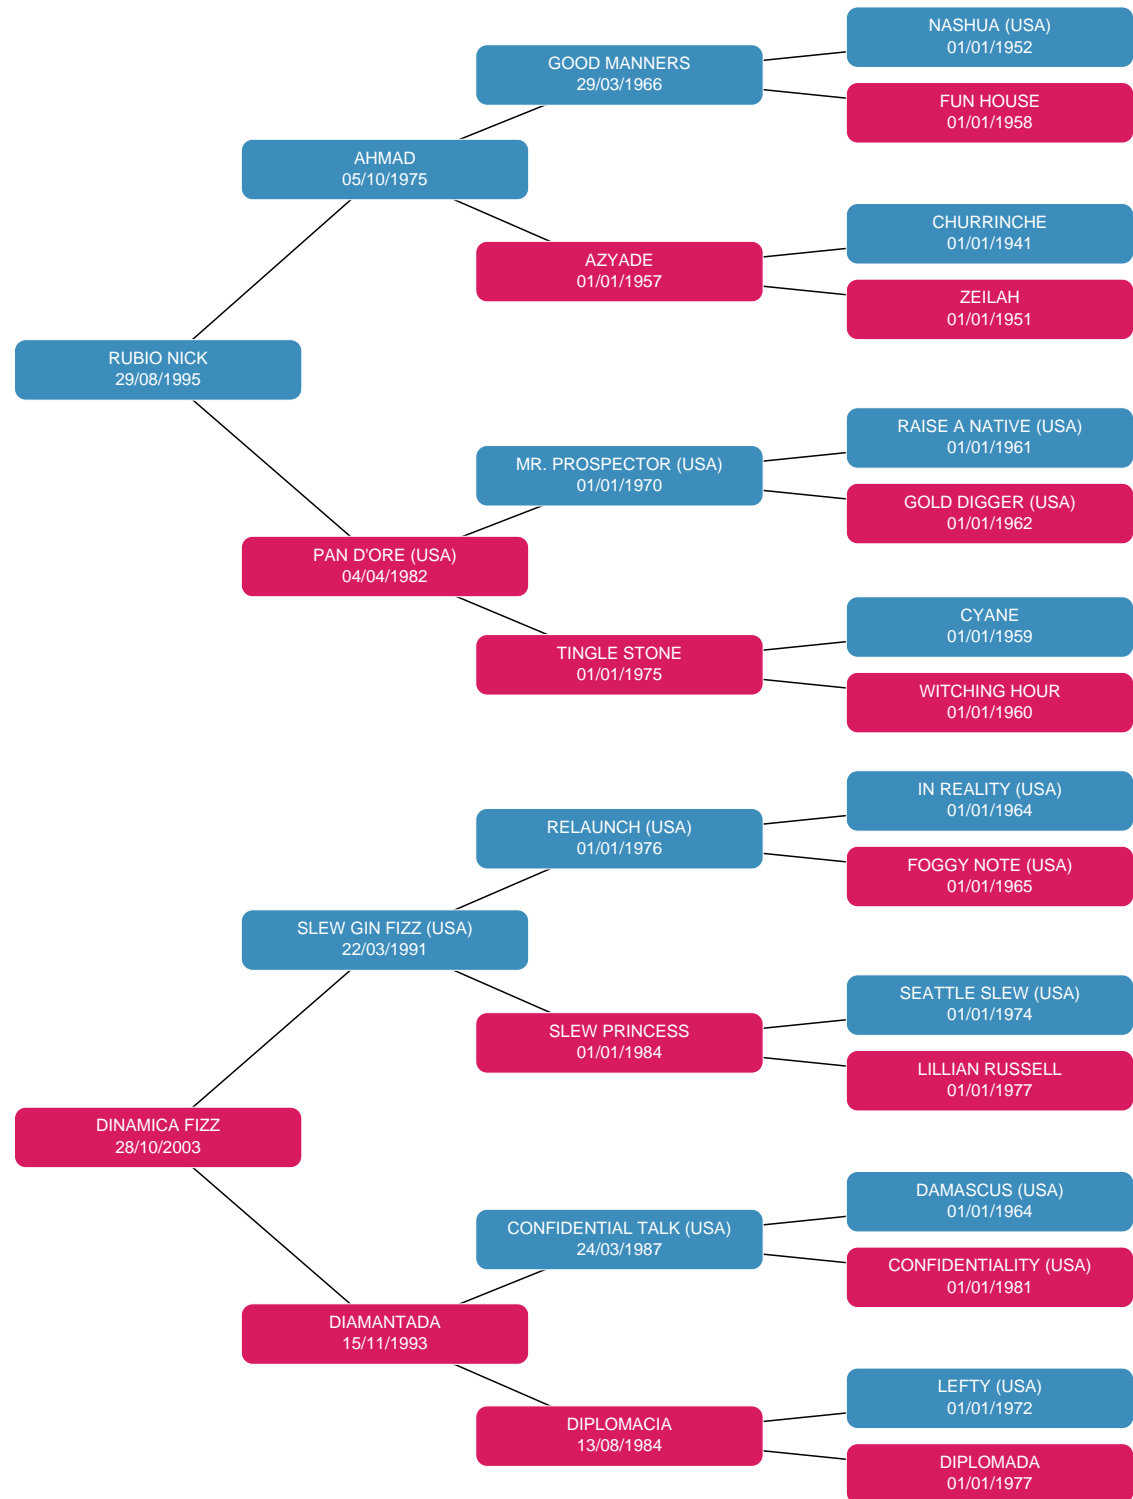 NASHUA (USA)
01/01/1952
GOOD MANNERS
29/03/1966
FUN HOUSE
01/01/1958
AHMAD
05/10/1975
CHURRINCHE
01/01/1941
AZYADE
01/01/1957
ZEILAH
01/01/1951
RUBIO NICK
29/08/1995
RAISE A NATIVE (USA)
01/01/1961
MR. PROSPECTOR (USA)
01/01/1970
GOLD DIGGER (USA)
01/01/1962
PAN D'ORE (USA)
04/04/1982
CYANE
01/01/1959
TINGLE STONE
01/01/1975
WITCHING HOUR
01/01/1960
IN REALITY (USA)
01/01/1964
RELAUNCH (USA)
01/01/1976
FOGGY NOTE (USA)
01/01/1965
SLEW GIN FIZZ (USA)
22/03/1991
SEATTLE SLEW (USA)
01/01/1974
SLEW PRINCESS
01/01/1984
LILLIAN RUSSELL
01/01/1977
DINAMICA FIZZ
28/10/2003
DAMASCUS (USA)
01/01/1964
CONFIDENTIAL TALK (USA)
24/03/1987
CONFIDENTIALITY (USA)
01/01/1981
DIAMANTADA
15/11/1993
LEFTY (USA)
01/01/1972
DIPLOMACIA
13/08/1984
DIPLOMADA
01/01/1977